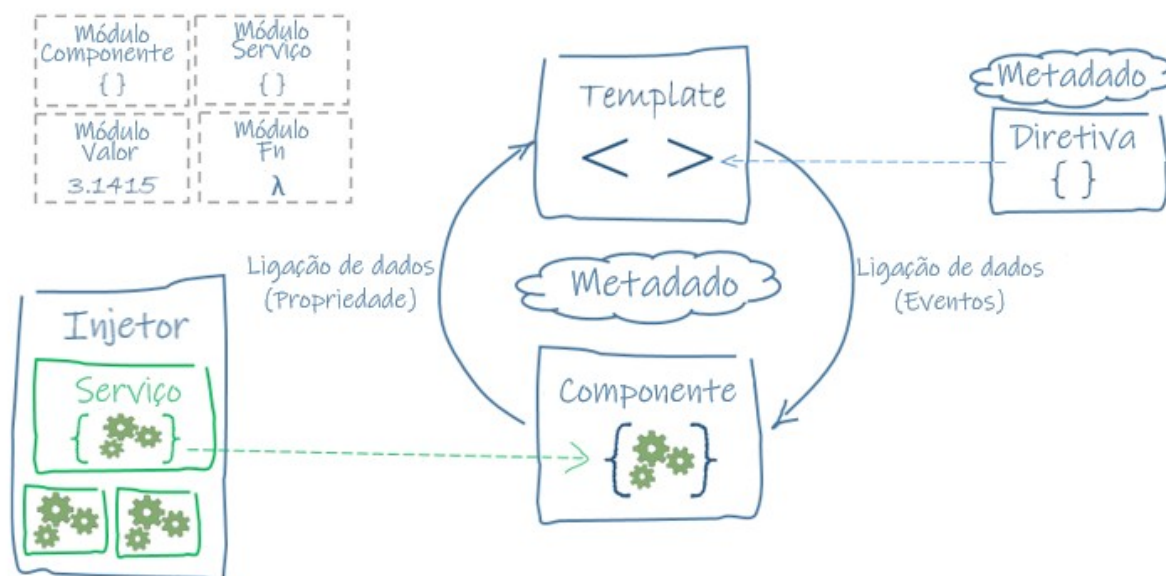 Módulo
Componente
{ }
Módulo
Serviço
{ }
Módulo
Valor
3.1415
Módulo
Fn
λ
Template
< >
Metadado
Diretiva
{ }
Ligação de dados
(Propriedade)
Metadado
Ligação de dados
(Eventos)
Injetor
Serviço
{ }
Componente
{ }